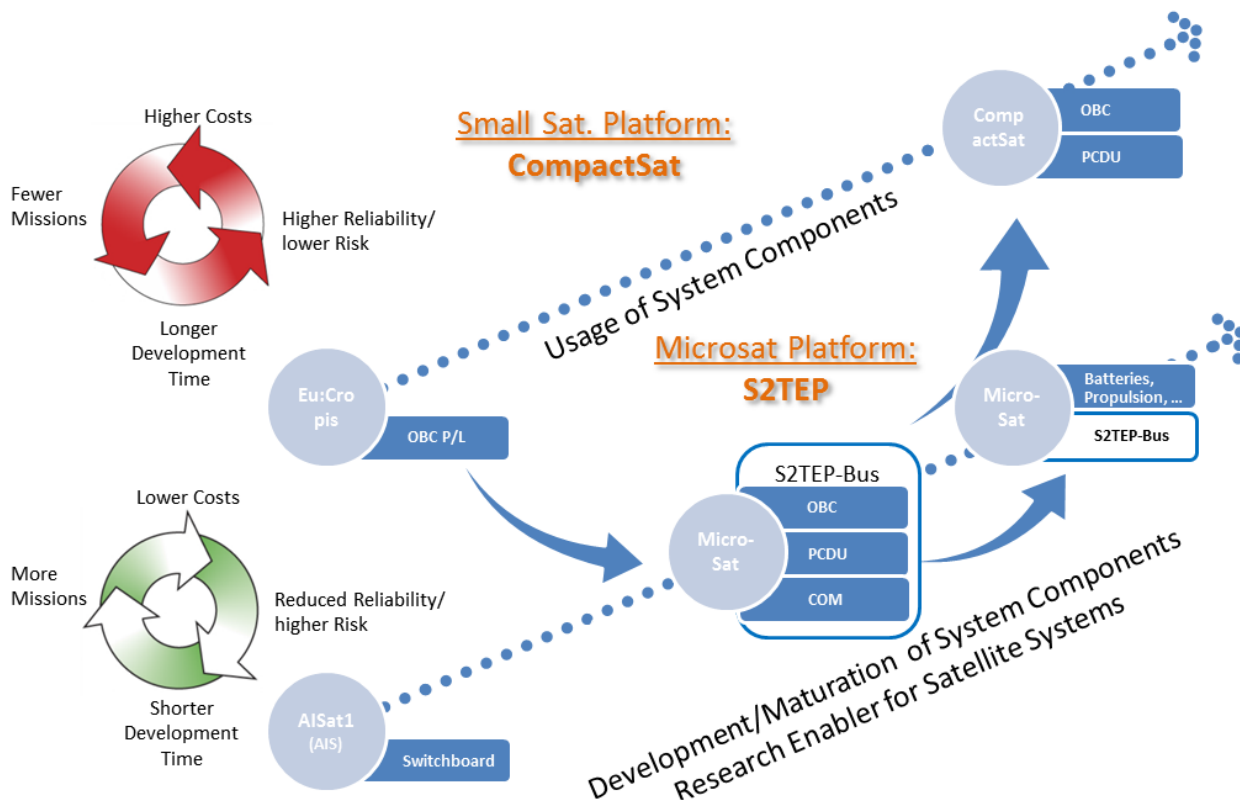 Higher Costs
Fewer
Missions
Higher Reliability/
lower Risk
Longer
Development
Time
Small Sat. Platform:
CompactSat
Comp
actSat
OBC
PCDU
Usage of System Components
Eu:Cro
pis
OBC P/L
Microsat Platform:
S2TEP
Micro-
Sat
Batteries,
Propulsion, ...
S2TEP-Bus
Lower Costs
More
Missions
Reduced Reliability/
higher Risk
Shorter
Development
Time
S2TEP-Bus
Micro-
Sat
OBC
PCDU
COM
AISat1
(AIS)
Switchboard
Development/Maturation of System Components
Research Enabler for Satellite Systems